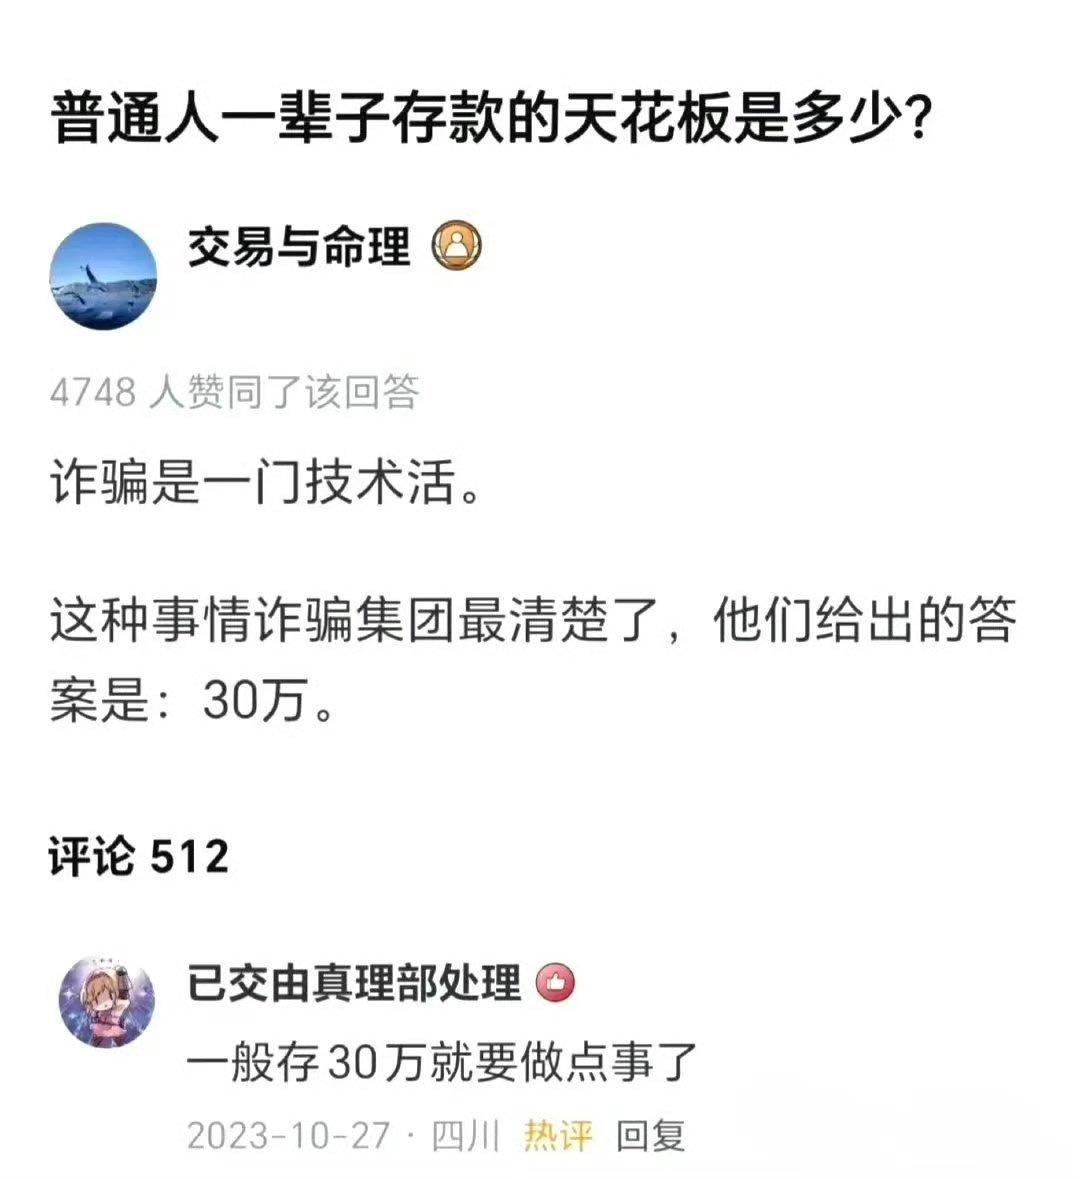 普通人一辈子存款的天花板是多少?
交易与命理
4748 人赞同了该回答
诈骗是一门技术活。
这种事情诈骗集团最清楚了，他们给出的答
案是：30万。
评论 512
已交由真理部处理
一般存30万就要做点事了
2023-10-27 · 四川 热评 回复